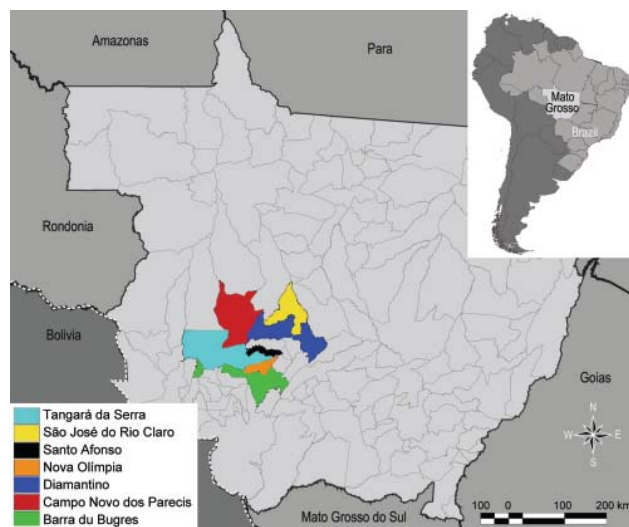 Amazonas
Para
Mato
Grosso
Brazil
Rondonia
Bolivia
Goias
Tangará da Serra
São José do Rio Claro
Santo Afonso
Nova Olímpia
Diamantino
Campo Novo dos Parecis
Barra du Bugres
N
W E
S
Mato Grosso do Sul
100 0 100 200 km